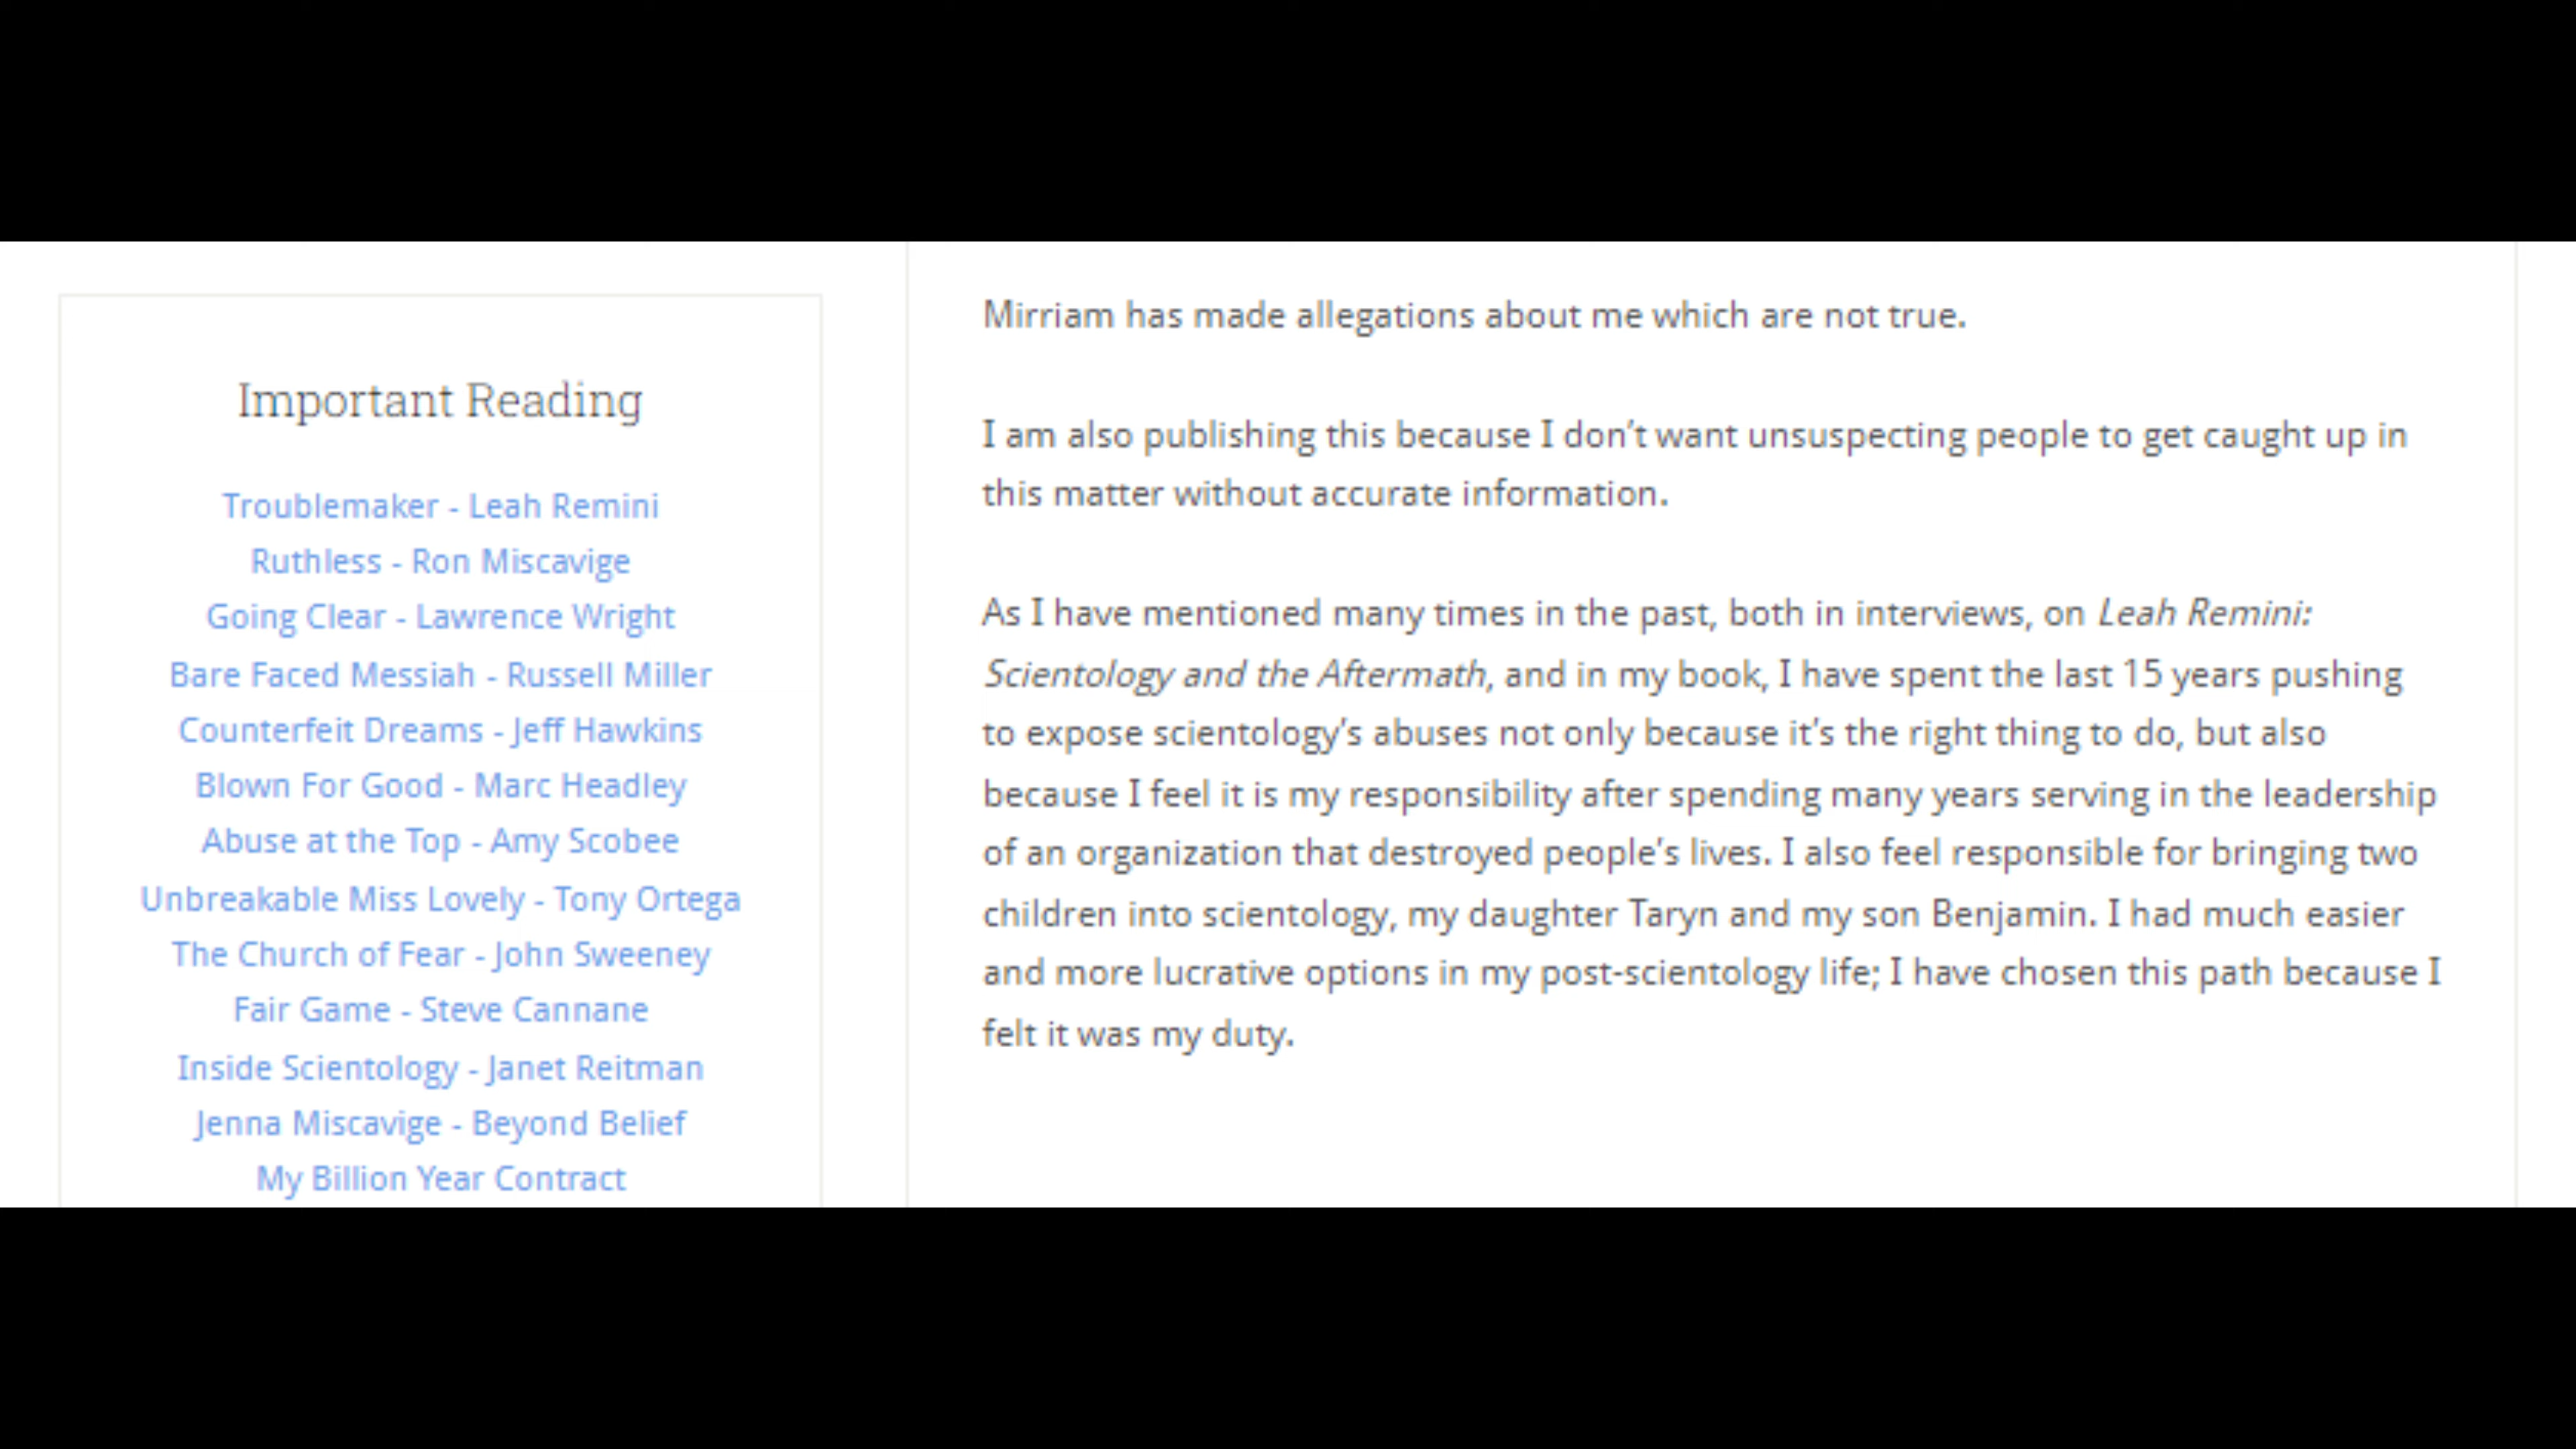 Important Reading
Troublemaker - Leah Remini
Ruthless - Ron Miscavige
Going Clear - Lawrence Wright
Bare Faced Messiah - Russell Miller
Counterfeit Dreams - Jeff Hawkins
Blown For Good - Marc Headley
Abuse at the Top - Amy Scobee
Unbreakable Miss Lovely - Tony Ortega
The Church of Fear - John Sweeney
Fair Game - Steve Cannane
Inside Scientology - Janet Reitman
Jenna Miscavige - Beyond Belief
My Billion Year Contract
Mirriam has made allegations about me which are not true.
I am also publishing this because I don’t want unsuspecting people to get caught up in
this matter without accurate information.
As I have mentioned many times in the past, both in interviews, on Leah Remini:
Scientology and the Aftermath, and in my book, I have spent the last 15 years pushing
to expose scientology’s abuses not only because it’s the right thing to do, but also
because I feel it is my responsibility after spending many years serving in the leadership
of an organization that destroyed people’s lives. I also feel responsible for bringing two
children into scientology, my daughter Taryn and my son Benjamin. I had much easier
and more lucrative options in my post-scientology life; I have chosen this path because I
felt it was my duty.